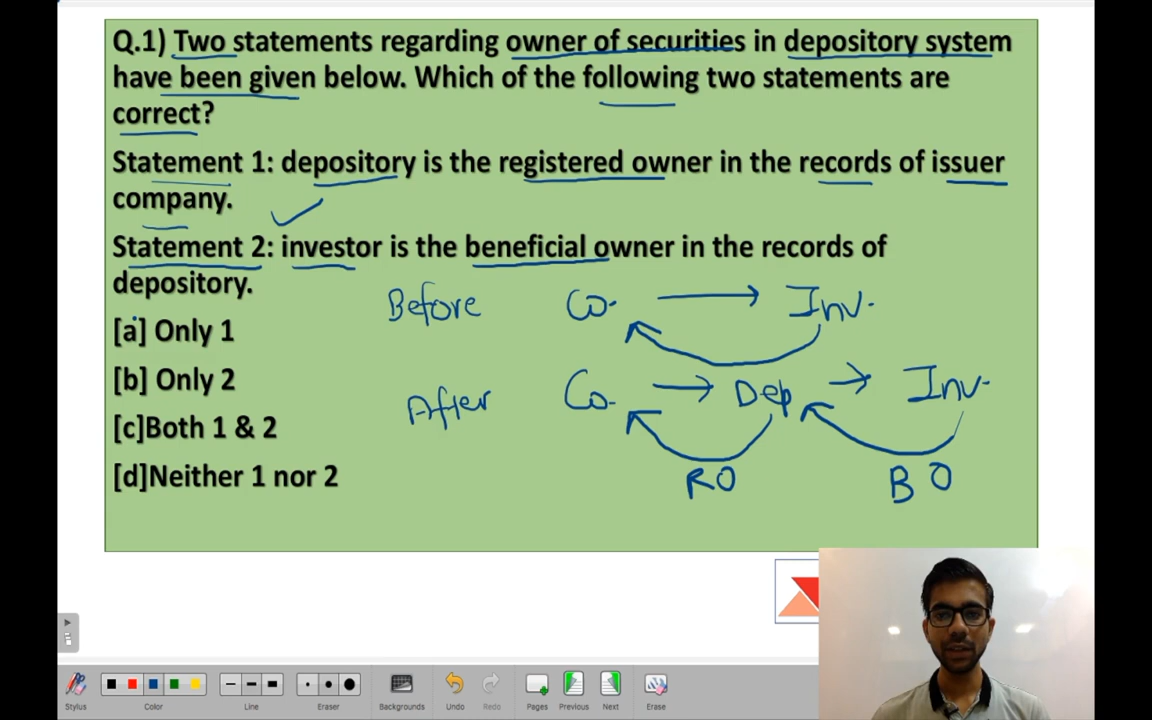 Q.1) Two statements regarding owner of securities in depository system
have been given below. Which of the following two statements are
correct?
Statement 1: depository is the registered owner in the records of issuer
company.
Statement 2: investor is the beneficial owner in the records of
depository.
Before Co. Inv.
[a] Only 1
[b] Only 2
After Co. Dep Inv.
[c]Both 1 & 2
[d]Neither 1 nor 2
RO BO
Stylus Color Line Eraser Backgrounds Undo Redo Pages Previous Next Erase